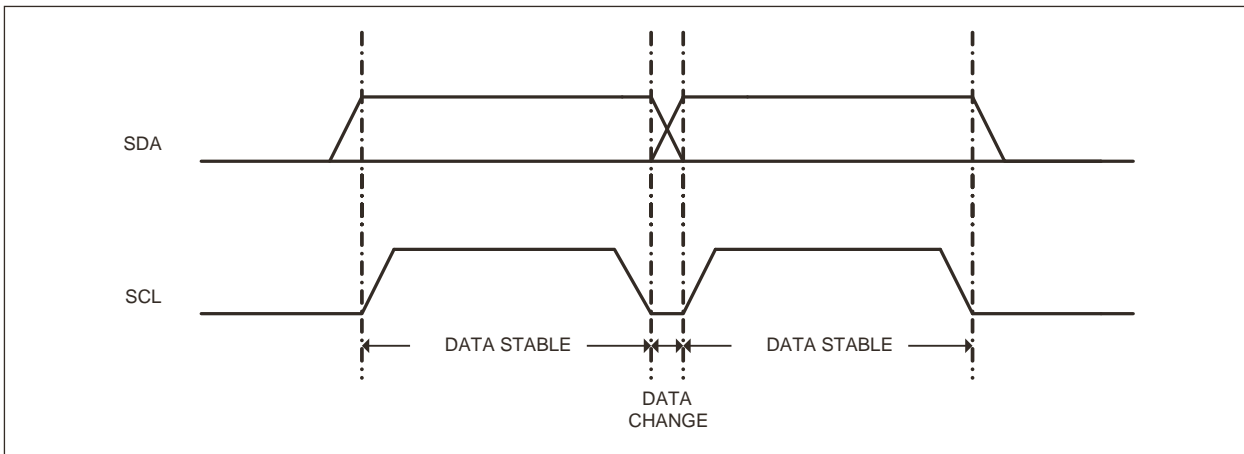 SDA
SCL
DATA STABLE
DATA STABLE
DATA
CHANGE